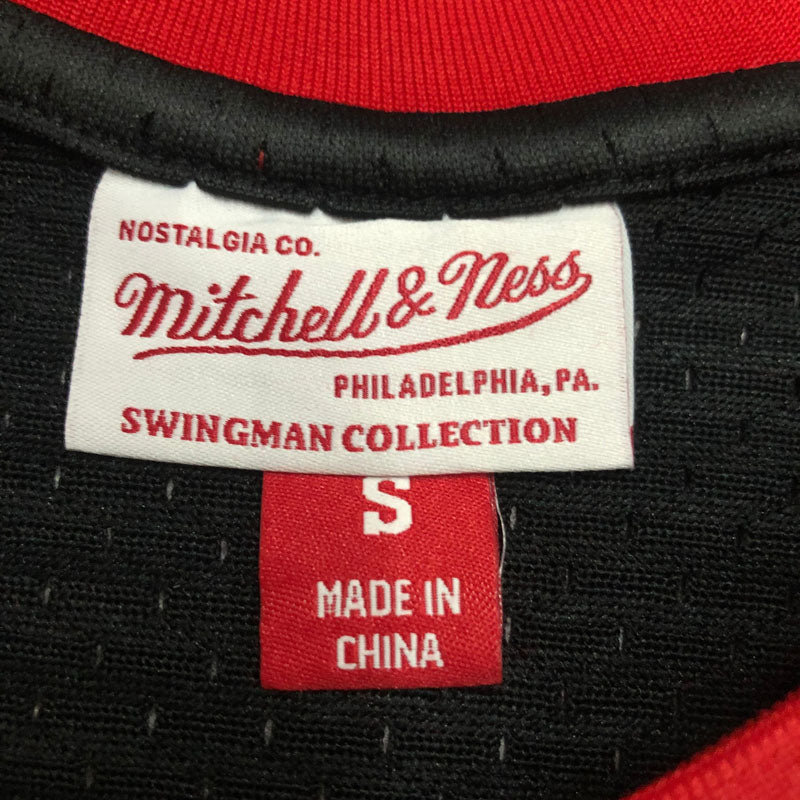 NOSTALGIA CO.
Mitchell & Ness
PHILADELPHIA, PA.
SWINGMAN COLLECTION
S
MADE IN
CHINA